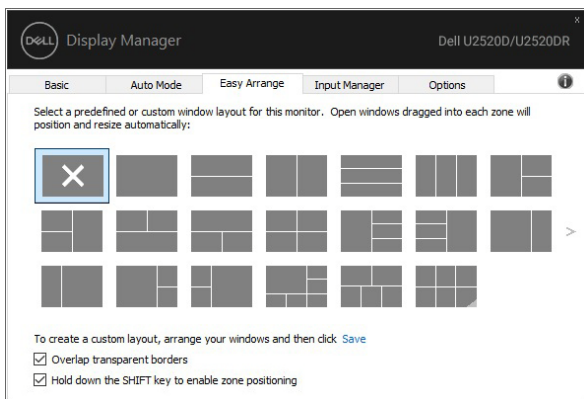 x
DELL Display Manager Dell U2520D/U2520DR
Basic Auto Mode Easy Arrange Input Manager Options
Select a predefined or custom window layout for this monitor. Open windows dragged into each zone will
position and resize automatically:
To create a custom layout, arrange your windows and then click Save
Overlap transparent borders
Hold down the SHIFT key to enable zone positioning